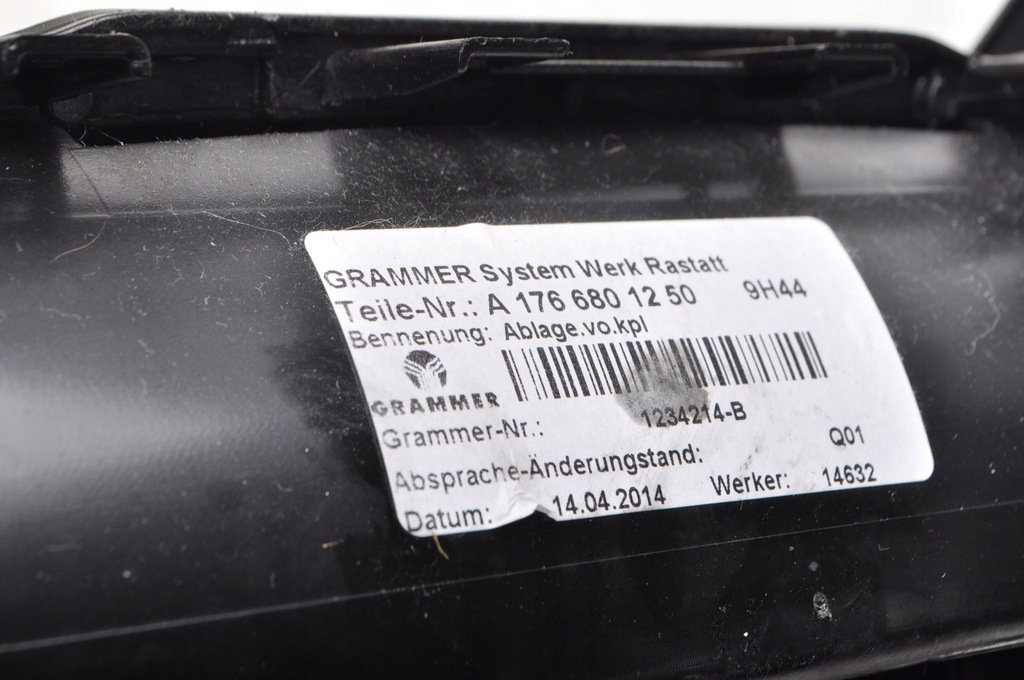 GRAMMER System Werk Rastatt
Teile-Nr.: A 176 680 12 50 9H44
Bennenung: Ablage.vo.kpl
GRAMMER
Grammer-Nr.: 1234214-B
Absprache-Änderungstand: Q01
Datum: 14.04.2014 Werker: 14632